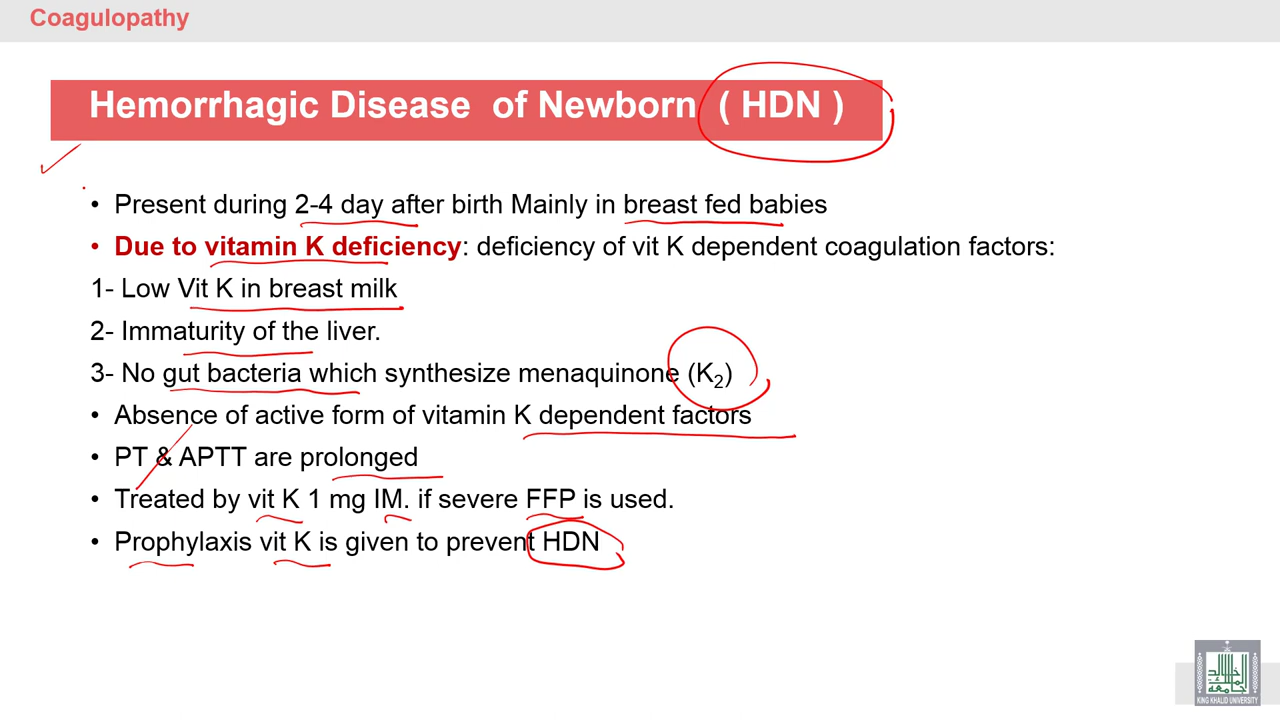 Coagulopathy
Hemorrhagic Disease of Newborn ( HDN )
• Present during 2-4 day after birth Mainly in breast fed babies
• Due to vitamin K deficiency: deficiency of vit K dependent coagulation factors:
1- Low Vit K in breast milk
2- Immaturity of the liver.
3- No gut bacteria which synthesize menaquinone (K₂)
• Absence of active form of vitamin K dependent factors
• PT & APTT are prolonged
• Treated by vit K 1 mg IM. if severe FFP is used.
• Prophylaxis vit K is given to prevent HDN
KING KHALID UNIVERSITY